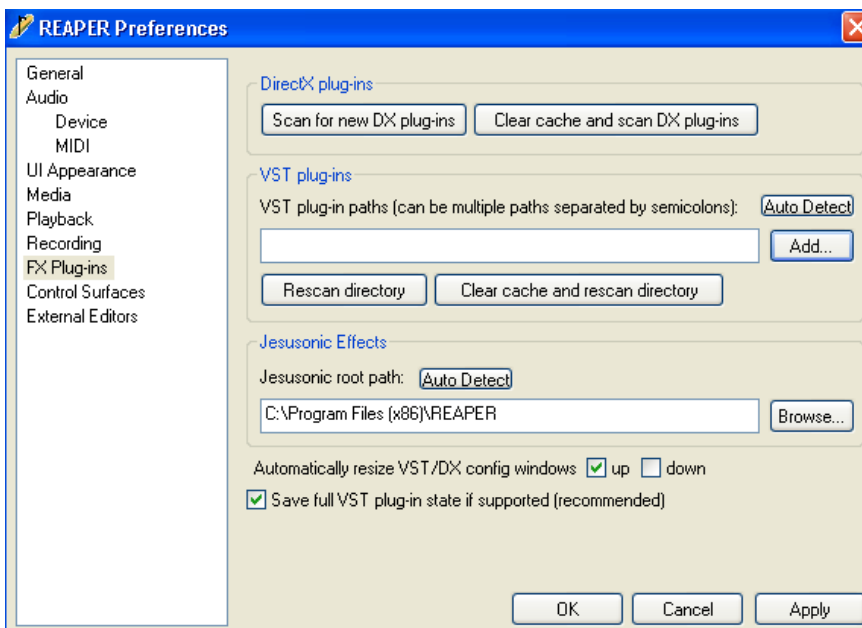 REAPER Preferences
General
Audio
Device
MIDI
UI Appearance
Media
Playback
Recording
FX Plug-ins
Control Surfaces
External Editors
DirectX plug-ins
Scan for new DX plug-ins
Clear cache and scan DX plug-ins
VST plug-ins
VST plug-in paths (can be multiple paths separated by semicolons): Auto Detect
Add...
Rescan directory
Clear cache and rescan directory
Jesusonic Effects
Jesusonic root path: Auto Detect
C:\Program Files (x86)\REAPER
Browse...
Automatically resize VST/DX config windows up down
Save full VST plug-in state if supported (recommended)
OK
Cancel
Apply